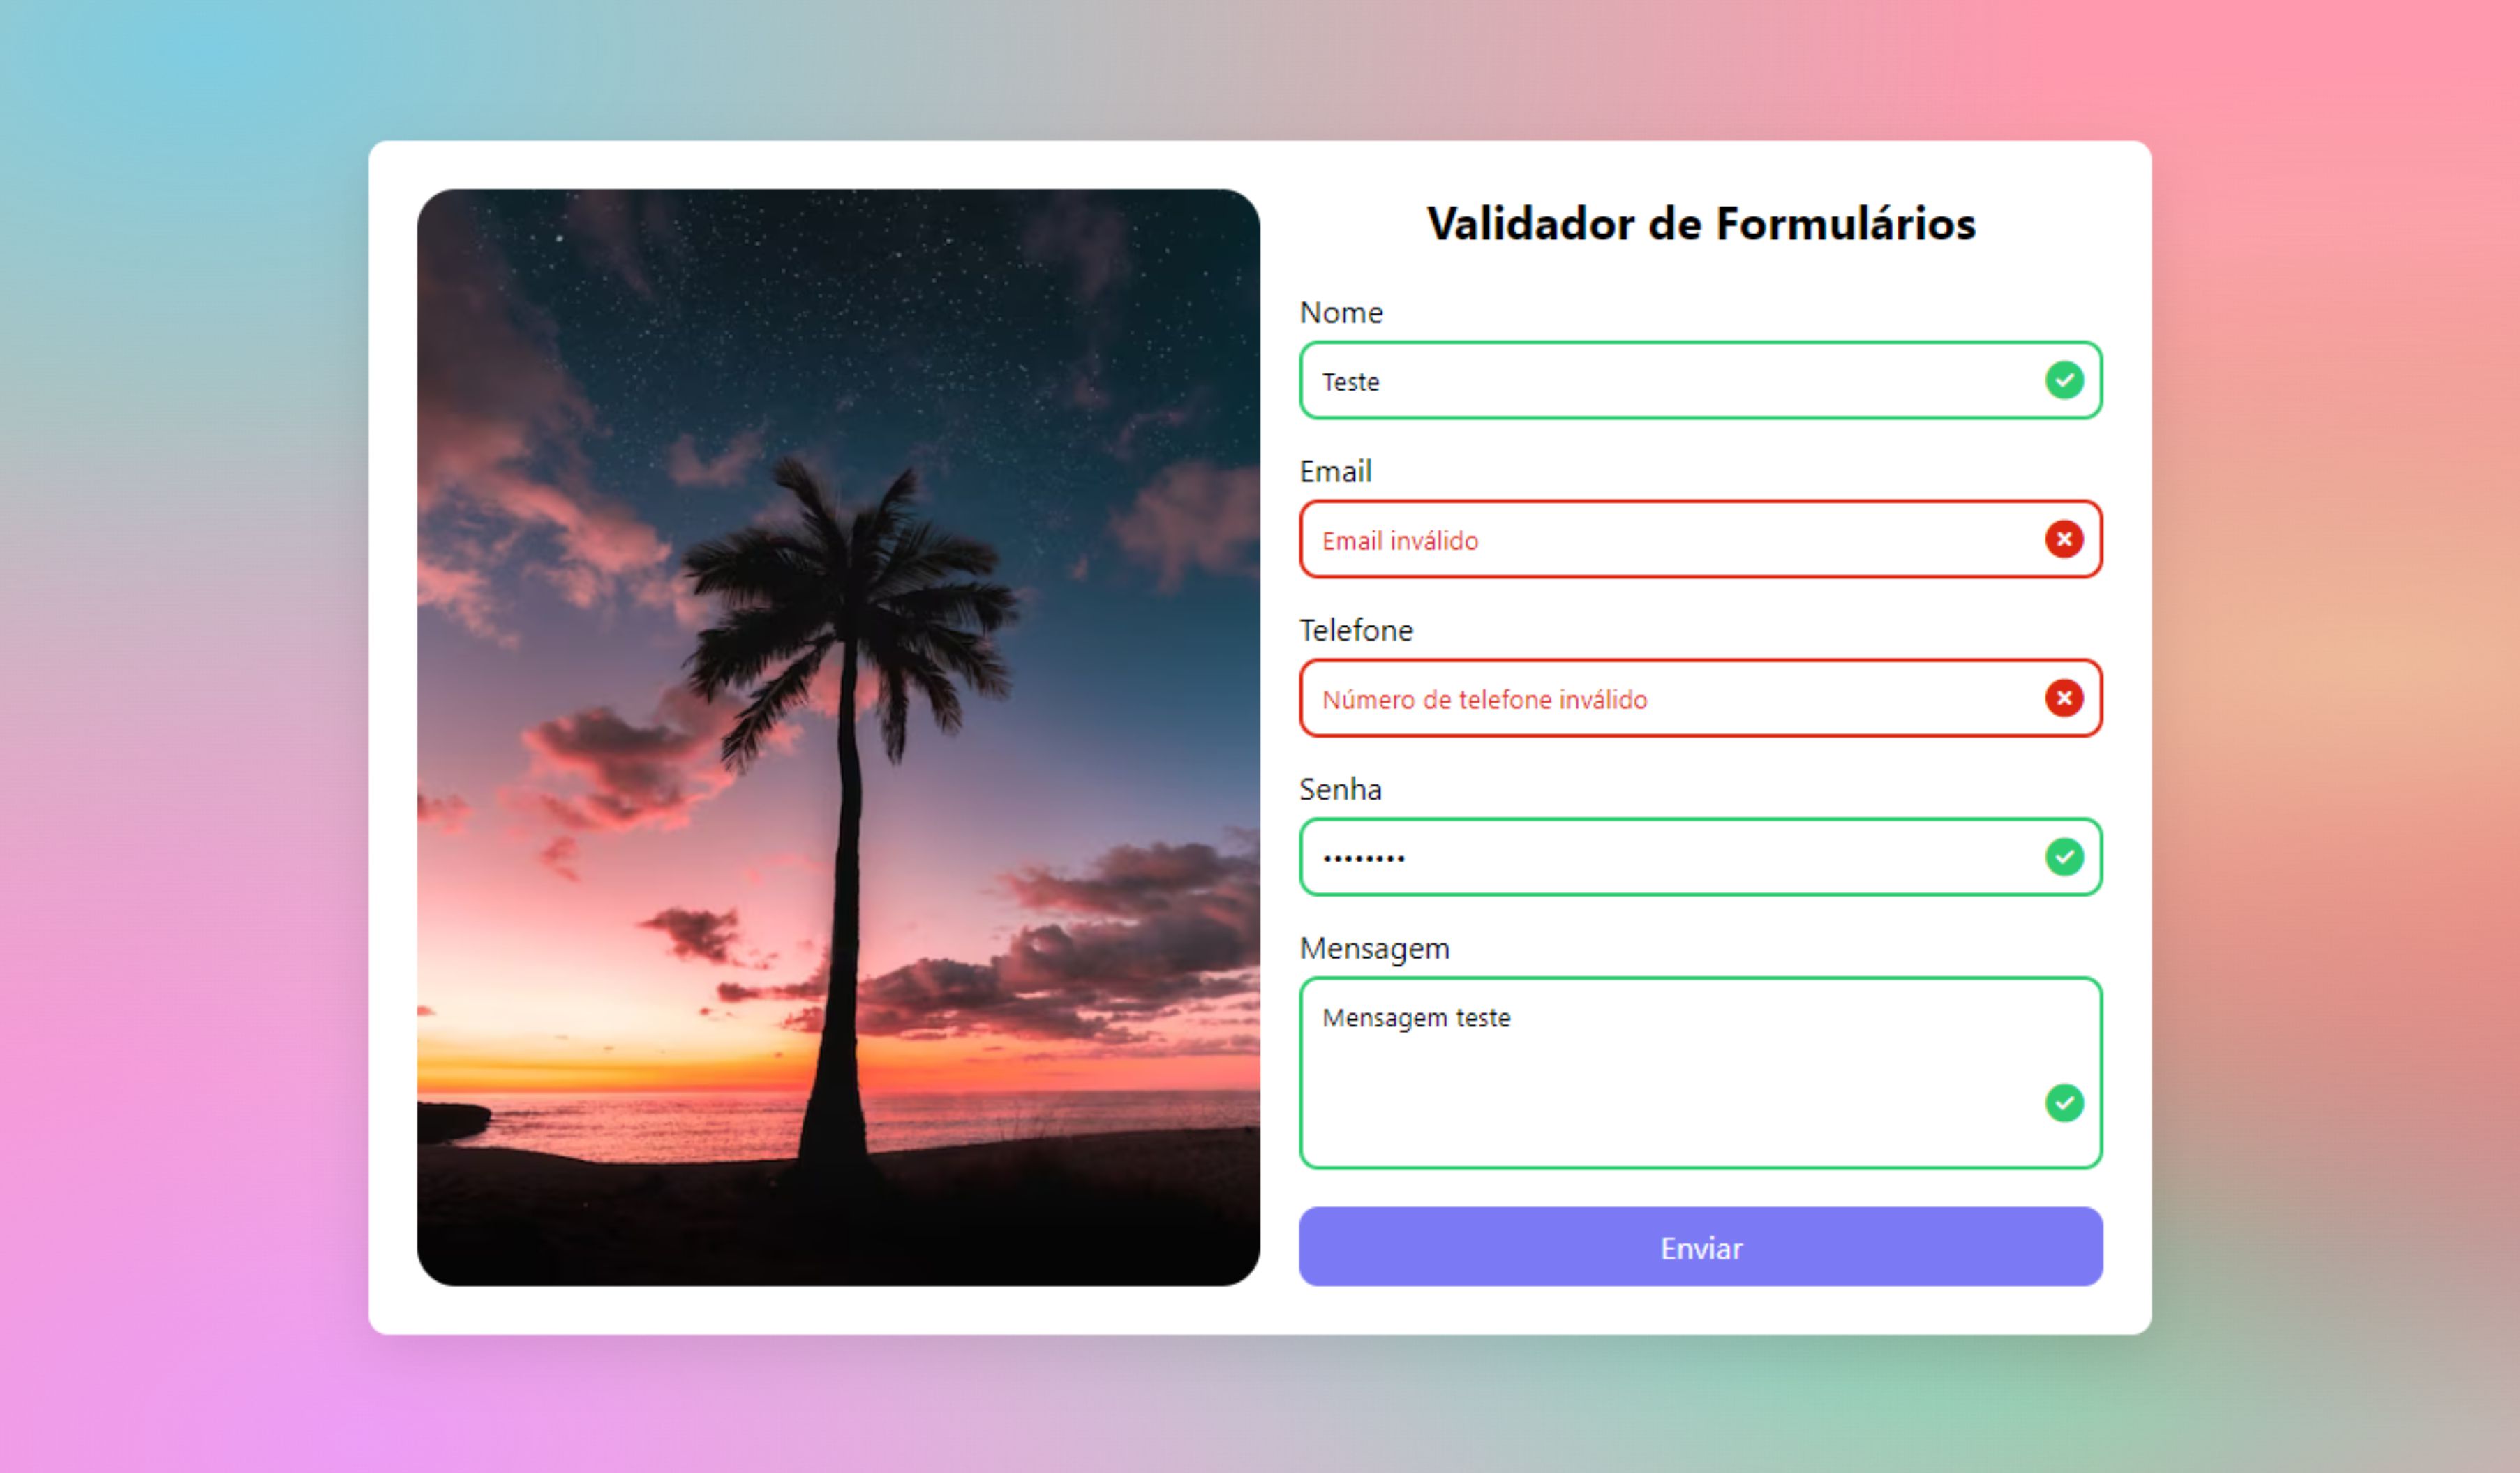 Validador de Formulários
Nome
Teste
Email
Email inválido
Telefone
Número de telefone inválido
Senha
••••••••
Mensagem
Mensagem teste
Enviar